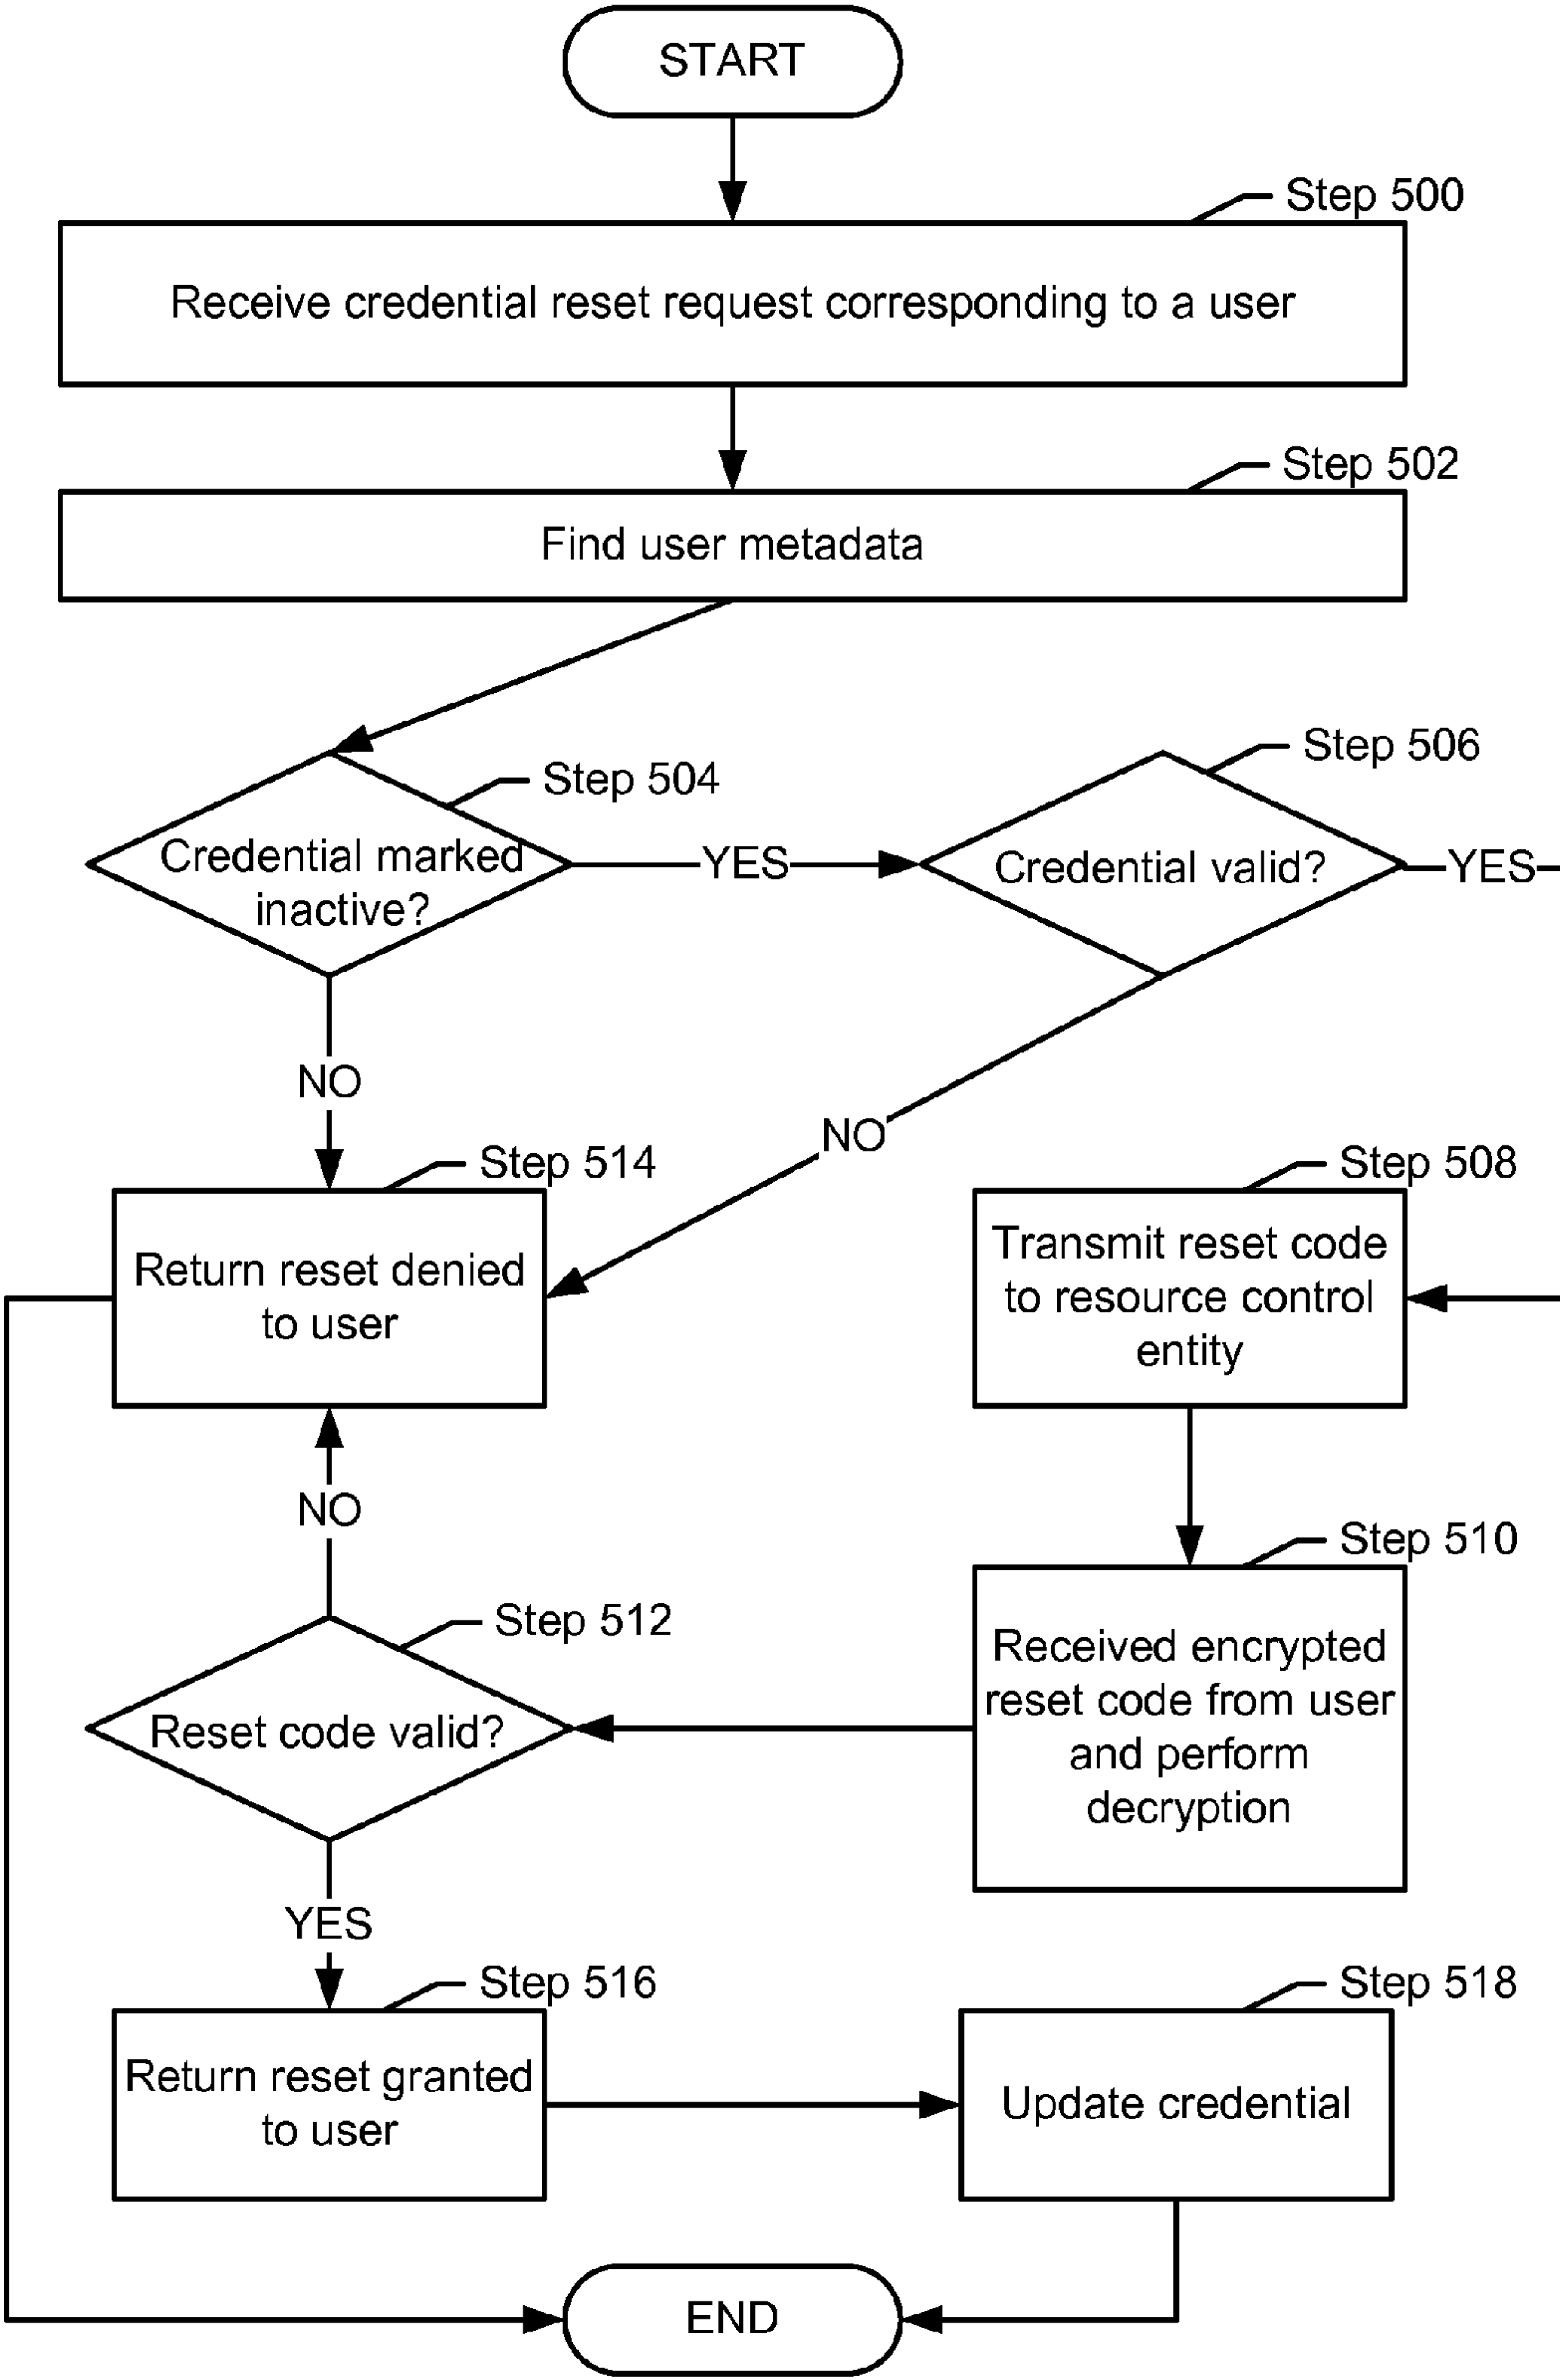 START
Step 500
Receive credential reset request corresponding to a user
Step 502
Find user metadata
Step 504
Credential marked
inactive?
YES
Step 506
Credential valid?
YES
NO
NO
Step 514
Return reset denied
to user
Step 508
Transmit reset code
to resource control
entity
NO
Step 510
Received encrypted
reset code from user
and perform
decryption
Step 512
Reset code valid?
YES
Step 516
Return reset granted
to user
Step 518
Update credential
END